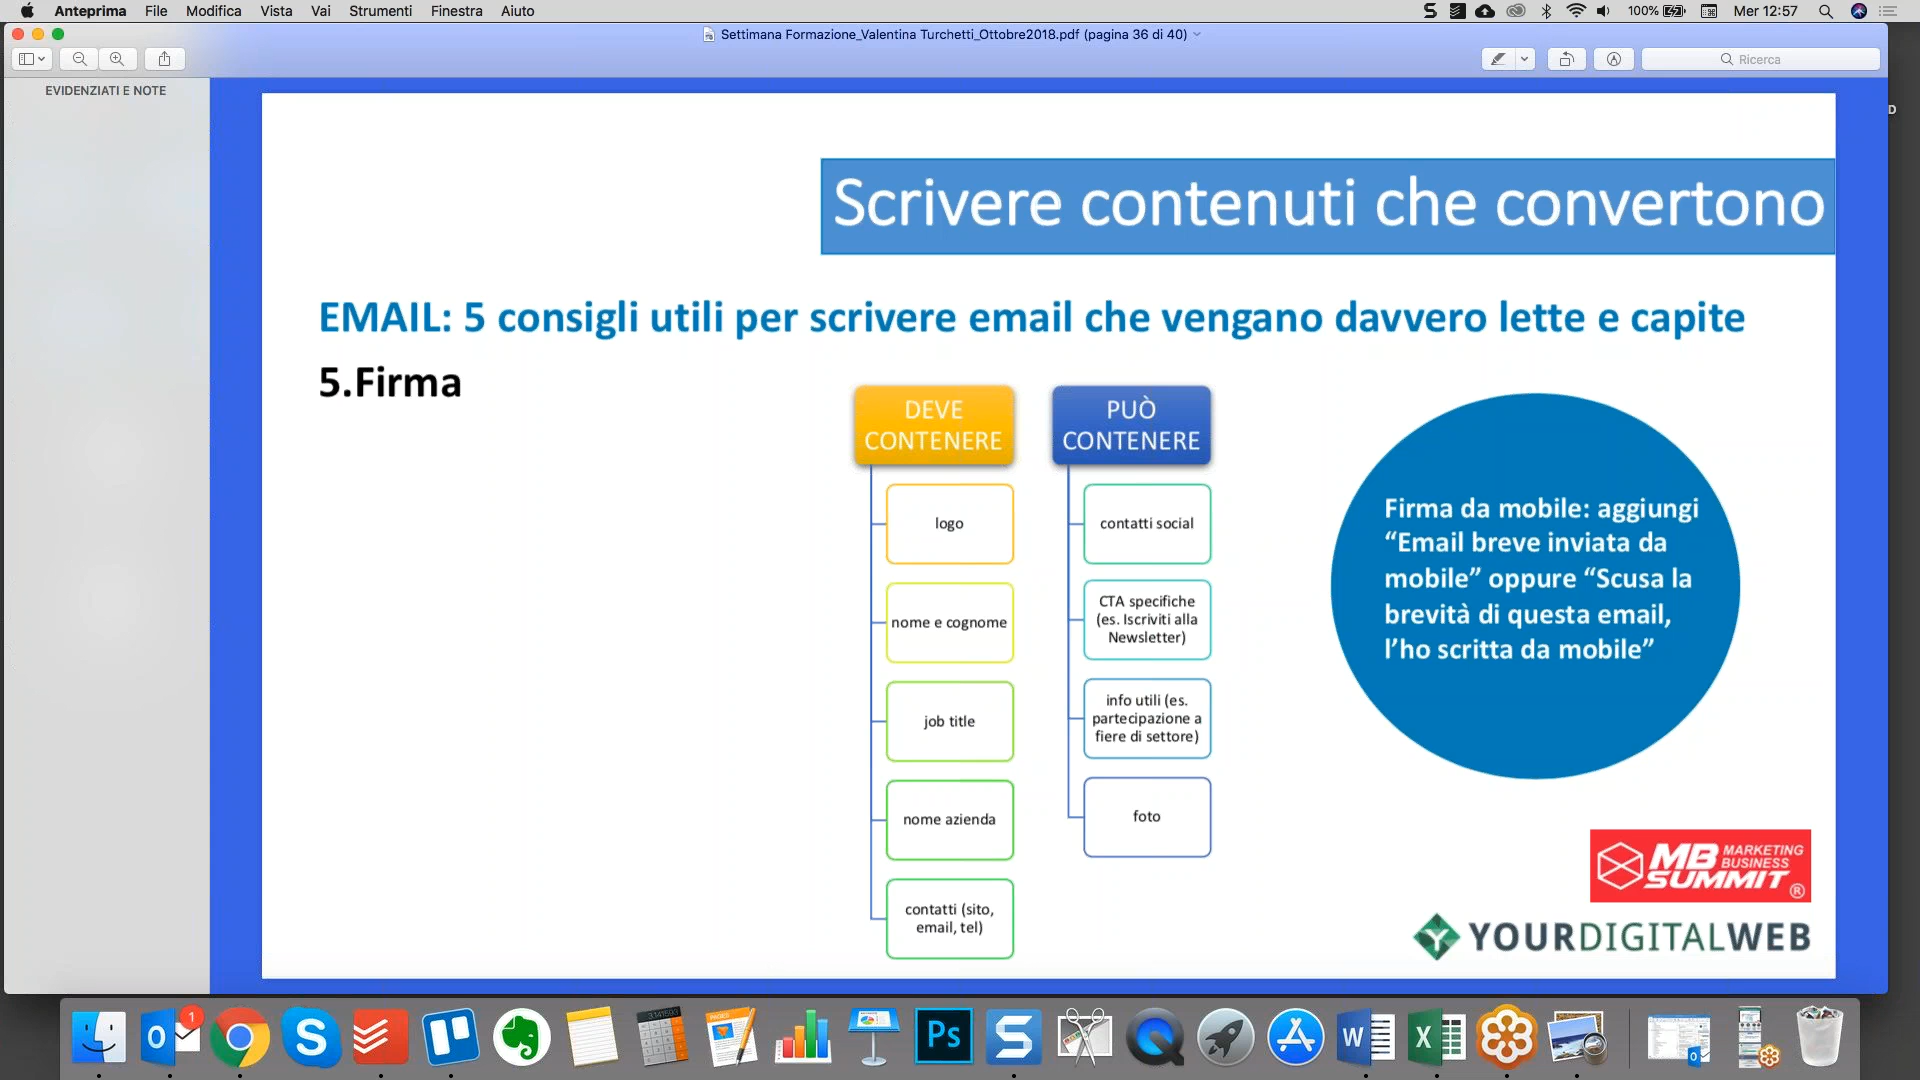 Anteprima File Modifica Vista Vai Strumenti Finestra Aiuto
100% Mer 12:57
Settimana Formazione_Valentina Turchetti_Ottobre2018.pdf (pagina 36 di 40)
Ricerca
EVIDENZIATI E NOTE
D
Scrivere contenuti che convertono
EMAIL: 5 consigli utili per scrivere email che vengano davvero lette e capite
5.Firma
DEVE
CONTENERE
logo
nome e cognome
job title
nome azienda
contatti (sito,
email, tel)
PUÒ
CONTENERE
contatti social
CTA specifiche
(es. Iscriviti alla
Newsletter)
info utili (es.
partecipazione a
fiere di settore)
foto
Firma da mobile: aggiungi
“Email breve inviata da
mobile” oppure “Scusa la
brevità di questa email,
l’ho scritta da mobile”
MB MARKETING
BUSINESS
SUMMIT®
YOURDIGITALWEB
1
3.141593
PAGES
Ps